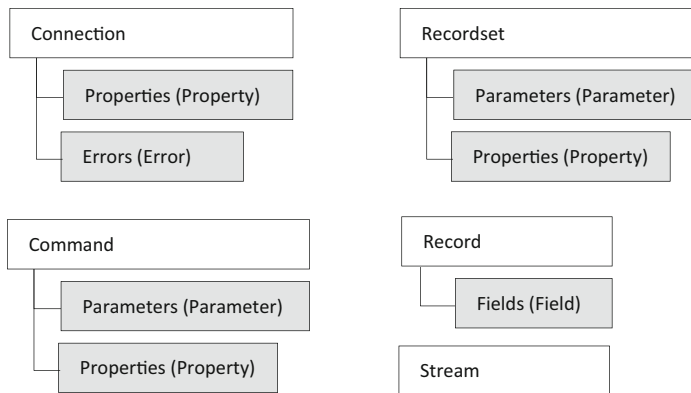 Connection
Properties (Property)
Errors (Error)
Recordset
Parameters (Parameter)
Properties (Property)
Command
Parameters (Parameter)
Properties (Property)
Record
Fields (Field)
Stream